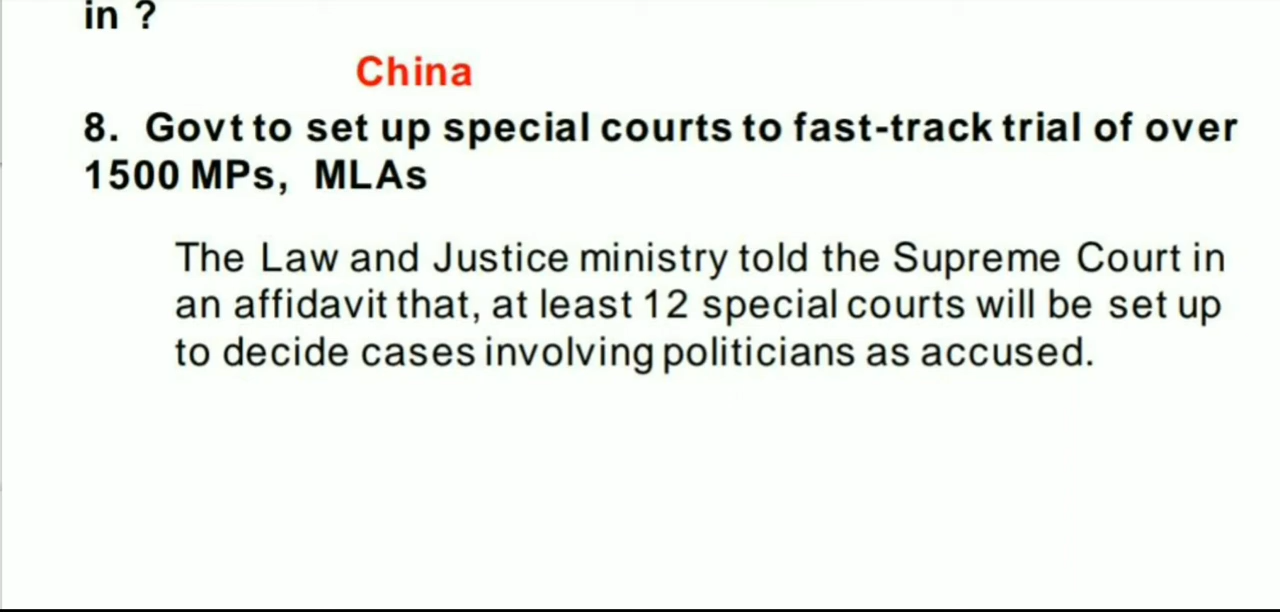 in ?
China
8. Govt to set up special courts to fast-track trial of over
1500 MPs, MLAs
The Law and Justice ministry told the Supreme Court in
an affidavit that, at least 12 special courts will be set up
to decide cases involving politicians as accused.